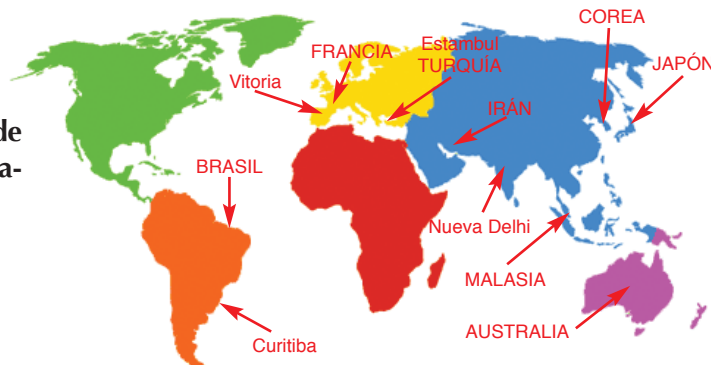 de
a-
COREA
FRANCIA
Estambul
TURQUÍA
JAPÓN
Vitoria
IRÁN
BRASIL
Nueva Delhi
MALASIA
AUSTRALIA
Curitiba